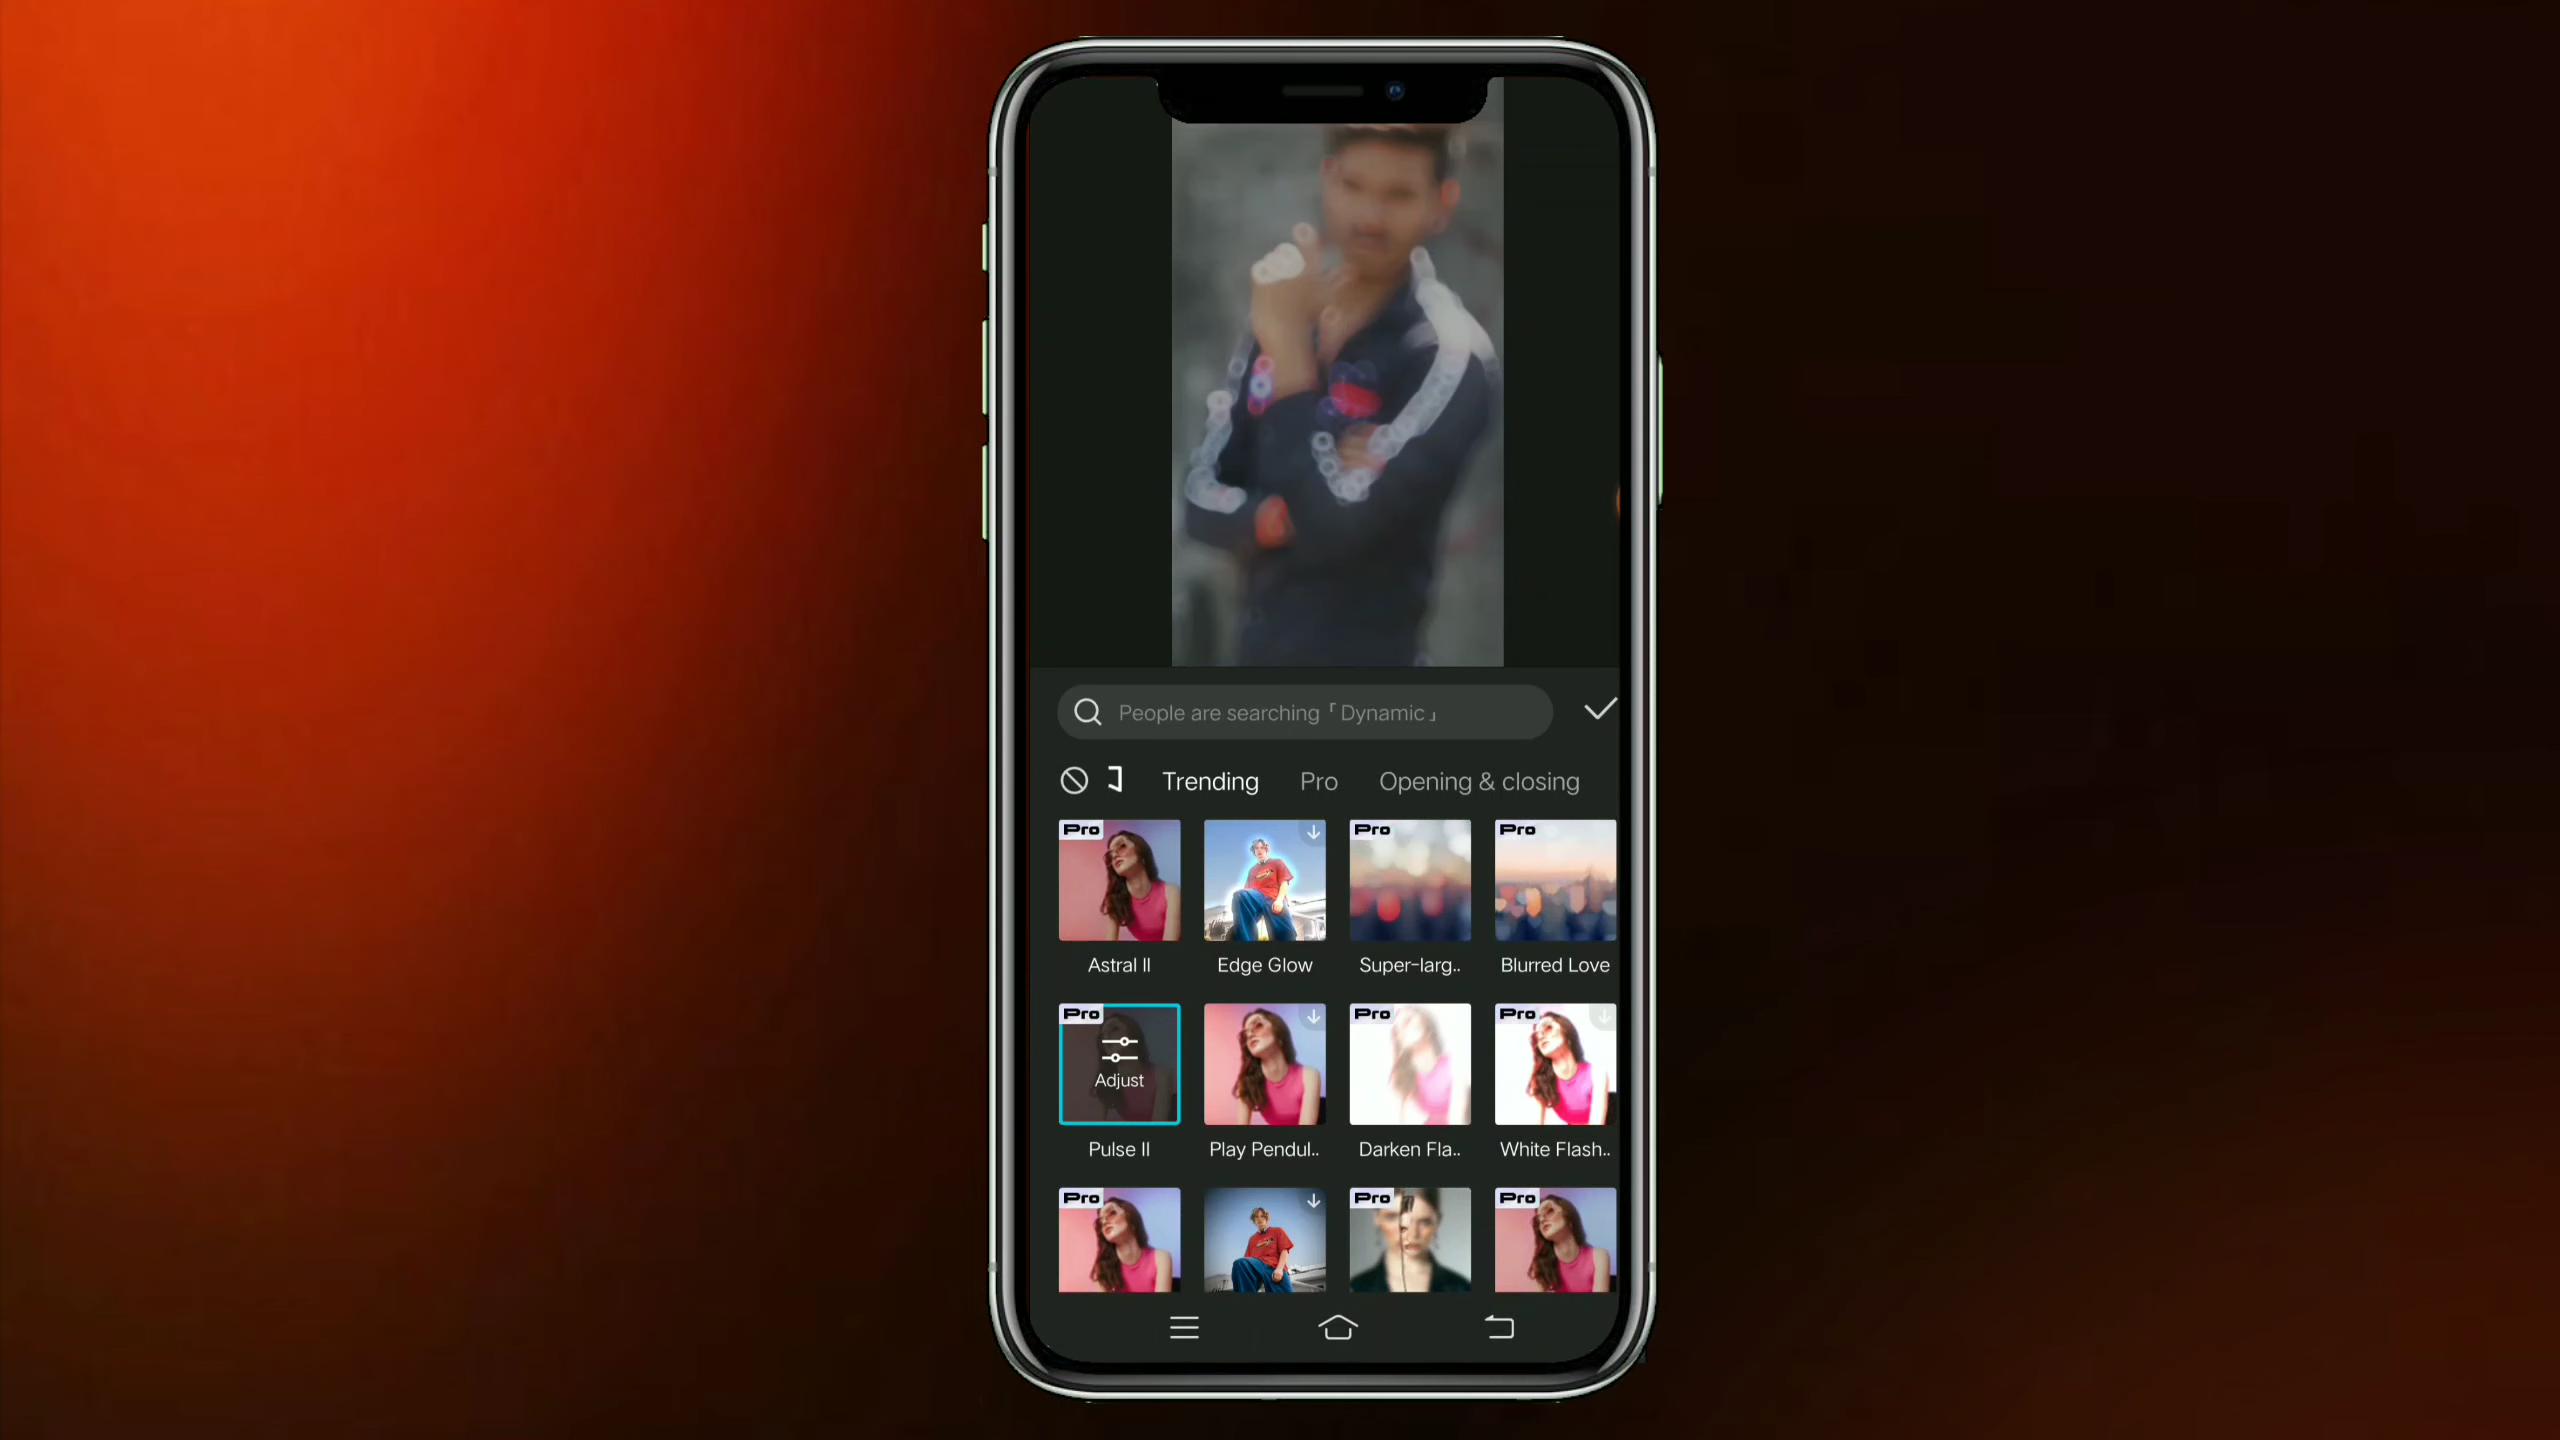 People are searching「Dynamic」
Trending Pro Opening & closing
Pro Pro Pro
Astral II Edge Glow Super-larg.. Blurred Love
Pro Pro Pro
Adjust
Pulse II Play Pendul.. Darken Fla.. White Flash..
Pro Pro Pro